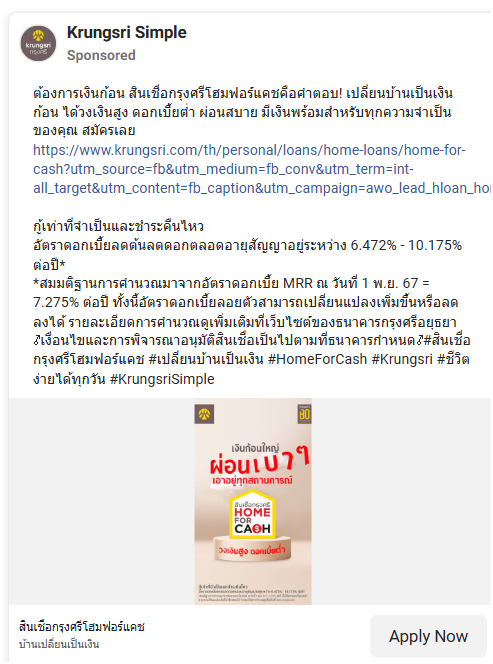 Krungsri Simple
Sponsored
krungsri
กรุงศรี
ต้องการเงินก้อน สินเชื่อกรุงศรีโฮมฟอร์แคชคือคำตอบ! เปลี่ยนบ้านเป็นเงิน
ก้อน ได้วงเงินสูง ดอกเบี้ยต่ำ ผ่อนสบาย มีเงินพร้อมสำหรับทุกความจำเป็น
ของคุณ สมัครเลย
https://www.krungsri.com/th/personal/loans/home-loans/home-for-
cash?utm_source=fb&utm_medium=fb_conv&utm_term=int-
all_target&utm_content=fb_caption&utm_campaign=awo_lead_hloan_hom
กู้เท่าที่จำเป็นและชำระคืนไหว
อัตราดอกเบี้ยลดต้นลดดอกตลอดอายุสัญญาอยู่ระหว่าง 6.472% - 10.175%
ต่อปี*
*สมมติฐานการคำนวณมาจากอัตราดอกเบี้ย MRR ณ วันที่ 1 พ.ย. 67 =
7.275% ต่อปี ทั้งนี้อัตราดอกเบี้ยลอยตัวสามารถเปลี่ยนแปลงเพิ่มขึ้นหรือลด
ลงได้ รายละเอียดการคำนวณดูเพิ่มเติมที่เว็บไซต์ของธนาคารกรุงศรีอยุธยา
เงื่อนไขและการพิจารณาอนุมัติสินเชื่อเป็นไปตามที่ธนาคารกำหนด #สินเชื่อ
กรุงศรีโฮมฟอร์แคช #เปลี่ยนบ้านเป็นเงิน #HomeForCash #Krungsri #ชีวิต
ง่ายได้ทุกวัน #KrungsriSimple
เงินก้อนใหญ่
ผ่อนเบาๆ
เอาอยู่ทุกสถานการณ์
สินเชื่อกรุงศรี
HOME
FOR
CA$H
วงเงินสูง ดอกเบี้ยต่ำ
กู้เท่าที่จำเป็นและชำระคืนไหว
สินเชื่อกรุงศรีโฮมฟอร์แคช
บ้านเปลี่ยนเป็นเงิน
Apply Now